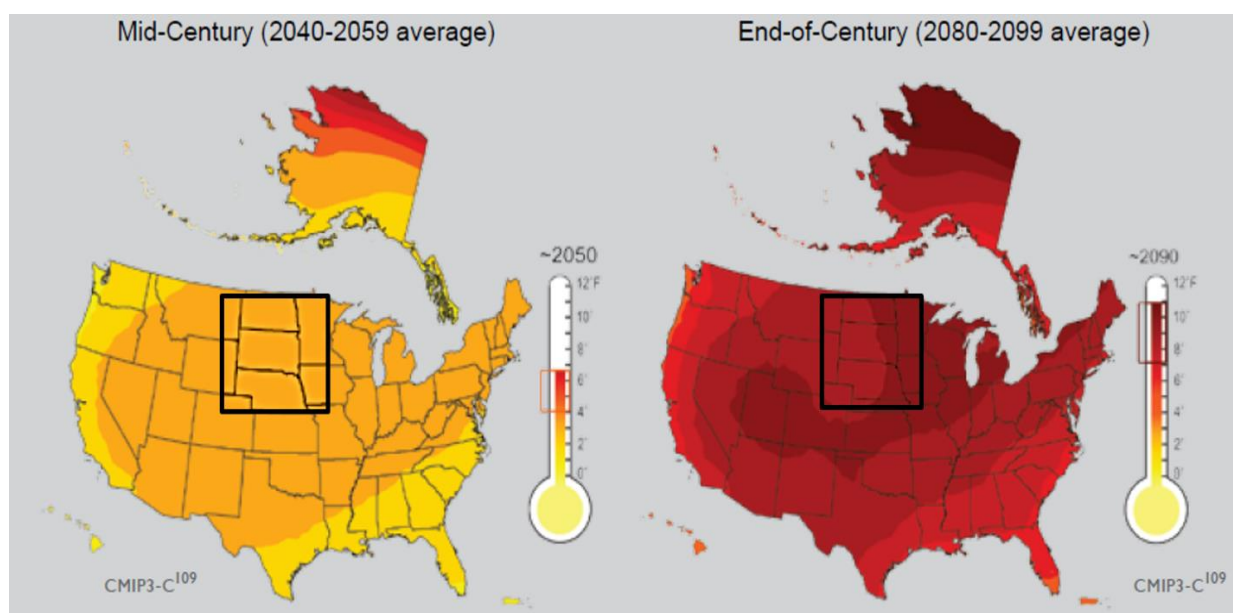 Mid-Century (2040-2059 average)
End-of-Century (2080-2099 average)
~2050
12°F
10°
8°
6°
4°
2°
0°
~2090
12°F
10°
8°
6°
4°
2°
0°
CMIP3-C109
CMIP3-C109